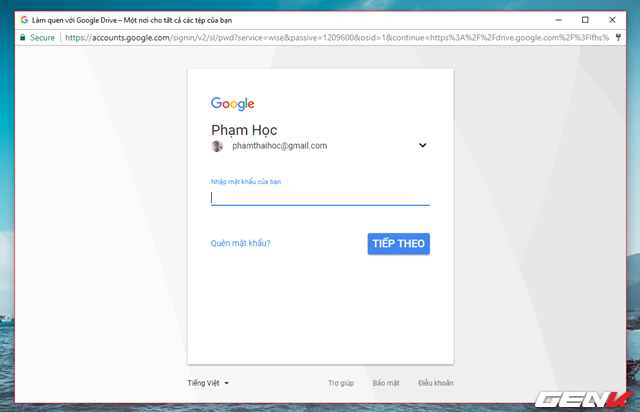 Làm quen với Google Drive – Một nơi cho tất cả các tệp của bạn
Secure https://accounts.google.com/signin/v2/sl/pwd?service=wise&passive=1209600&osid=1&continue=https%3A%2F%2Fdrive.google.com%2F%3Flfhs%
Google
Phạm Học
phamthaihoc@gmail.com
Nhập mật khẩu của bạn
Quên mật khẩu?
TIẾP THEO
Tiếng Việt
Trợ giúp
Bảo mật
Điều khoản
GENK